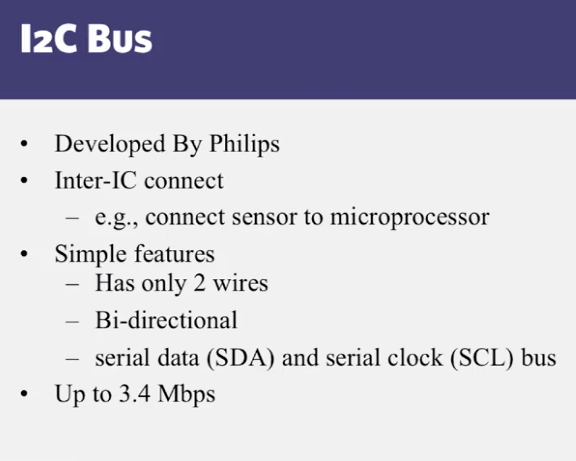 I2C Bus
• Developed By Philips
• Inter-IC connect
– e.g., connect sensor to microprocessor
• Simple features
– Has only 2 wires
– Bi-directional
– serial data (SDA) and serial clock (SCL) bus
• Up to 3.4 Mbps